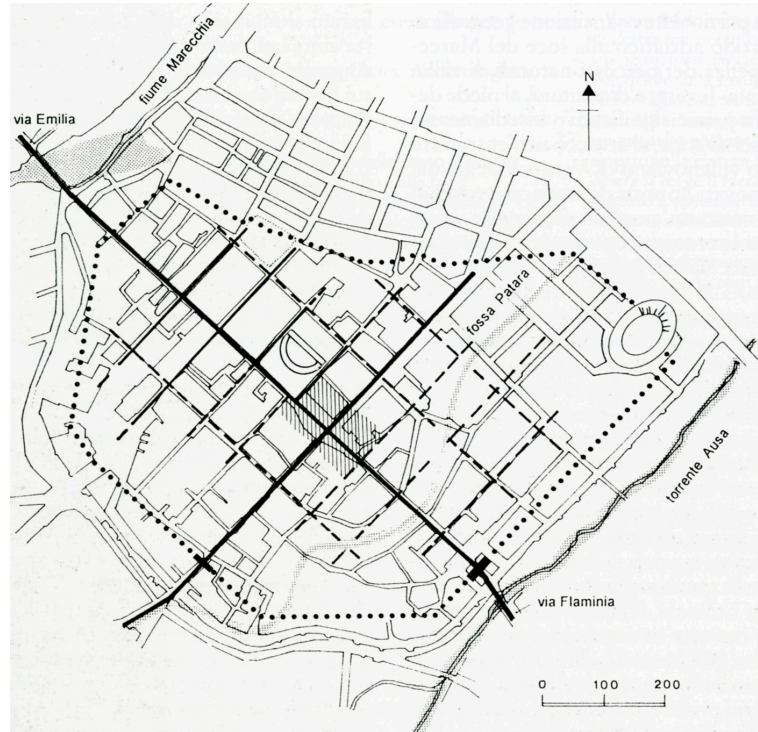 fiume Marecchia
N
via Emilia
fossa Patara
torrente Ausa
via Flaminia
0 100 200